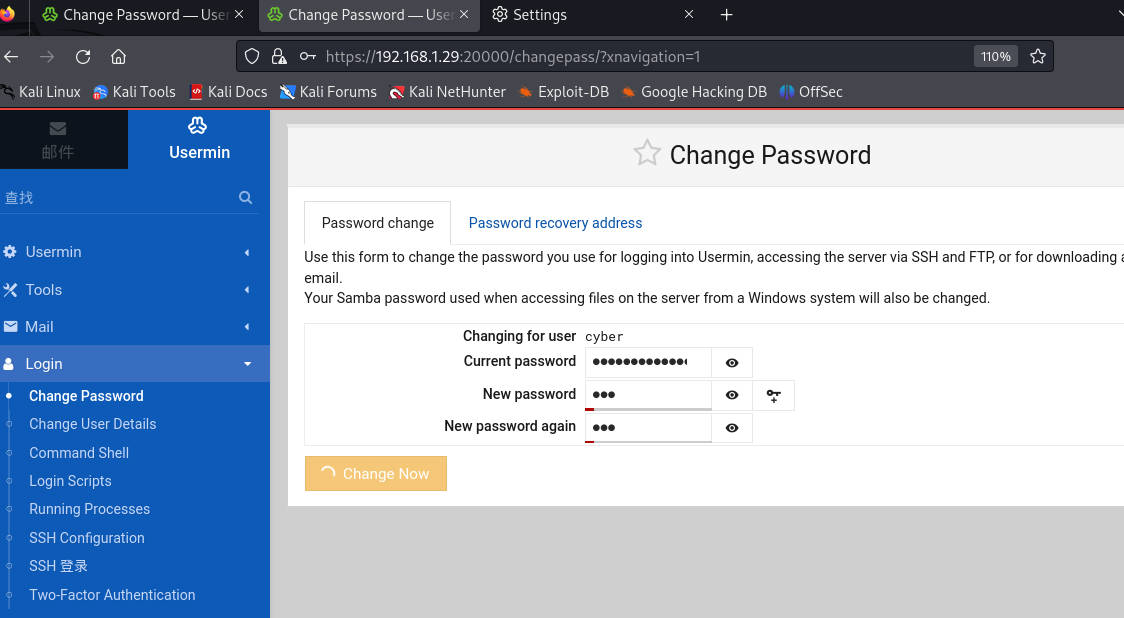 Change Password — User
Change Password — User
Settings
https://192.168.1.29:20000/changepass/?xnavigation=1
110%
Kali Linux
Kali Tools
Kali Docs
Kali Forums
Kali NetHunter
Exploit-DB
Google Hacking DB
OffSec
邮件
Usermin
查找
Usermin
Tools
Mail
Login
Change Password
Change User Details
Command Shell
Login Scripts
Running Processes
SSH Configuration
SSH 登录
Two-Factor Authentication
Change Password
Password change
Password recovery address
Use this form to change the password you use for logging into Usermin, accessing the server via SSH and FTP, or for downloading
email.
Your Samba password used when accessing files on the server from a Windows system will also be changed.
Changing for user cyber
Current password
New password
New password again
Change Now